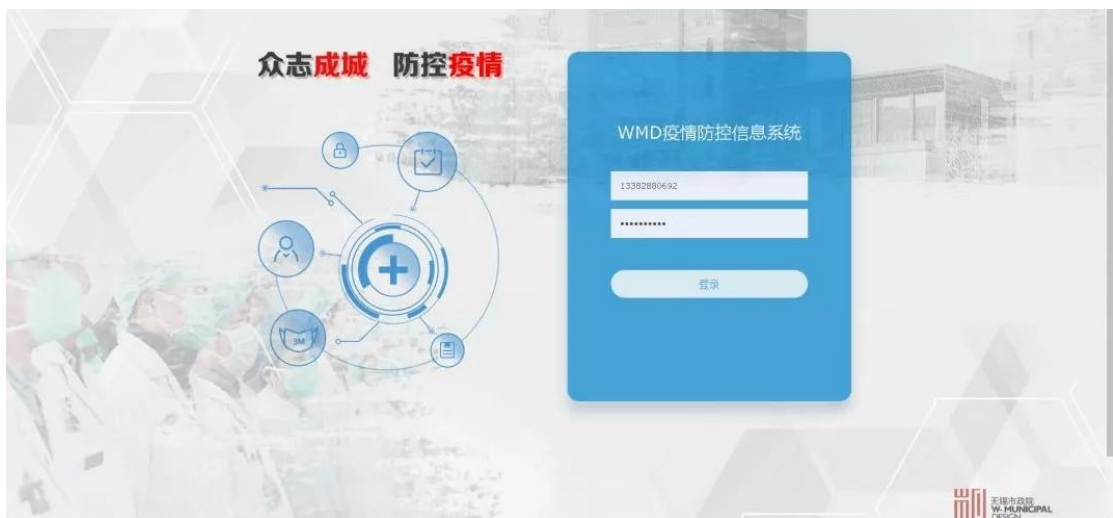 众志成城 防控疫情
WMD疫情防控信息系统
13382880692
••••••••••
登录
3M
无锡市政院
W- MUNICIPAL
DESIGN